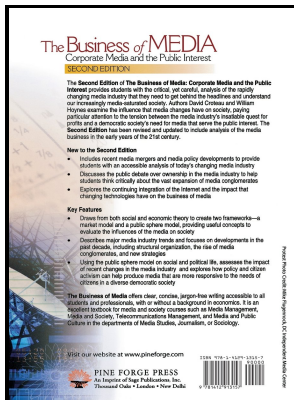 The Business of MEDIA
Corporate Media and the Public Interest
SECOND EDITION
The Second Edition of The Business of Media: Corporate Media and the Public
Interest provides students with the critical, yet careful, analysis of the rapidly
changing media industry that they need to get behind the headlines and understand
our increasingly media-saturated society. Authors David Croteau and William
Hoynes examine the influence that media changes have on society, paying
particular attention to the tension between the media industry's insatiable quest for
profits and a democratic society's need for media that serve the public interest. The
Second Edition has been revised and updated to include analysis of the media
business in the early years of the 21st century.
New to the Second Edition
• Includes recent media mergers and media policy developments to provide
students with an accessible analysis of today's changing media industry
• Discusses the public debate over ownership in the media industry to help
students think critically about the vast expansion of media conglomerates
• Explores the continuing integration of the Internet and the impact that
changing technologies have on the business of media
Key Features
• Draws from both social and economic theory to create two frameworks—a
market model and a public sphere model, providing useful concepts to
evaluate the influences of the media on society
• Describes major media industry trends and focuses on developments in the
past decade, including structural organization, the rise of media
conglomerates, and new strategies
• Using the public sphere model on social and political life, assesses the impact
of recent changes in the media industry and explores how policy and citizen
activism can help produce media that are more responsive to the needs of
citizens in a diverse democratic society
The Business of Media offers clear, concise, jargon-free writing accessible to all
students and professionals, with or without a background in economics. It is an
excellent textbook for media and society courses such as Media Management,
Media and Society, Telecommunications Management, and Media and Public
Culture in the departments of Media Studies, Journalism, or Sociology.
Visit our website at www.pineforge.com
PINE FORGE PRESS
An Imprint of Sage Publications, Inc.
Thousand Oaks • London • New Delhi
ISBN 978-1-4129-1315-7
90000
9 781412 913157